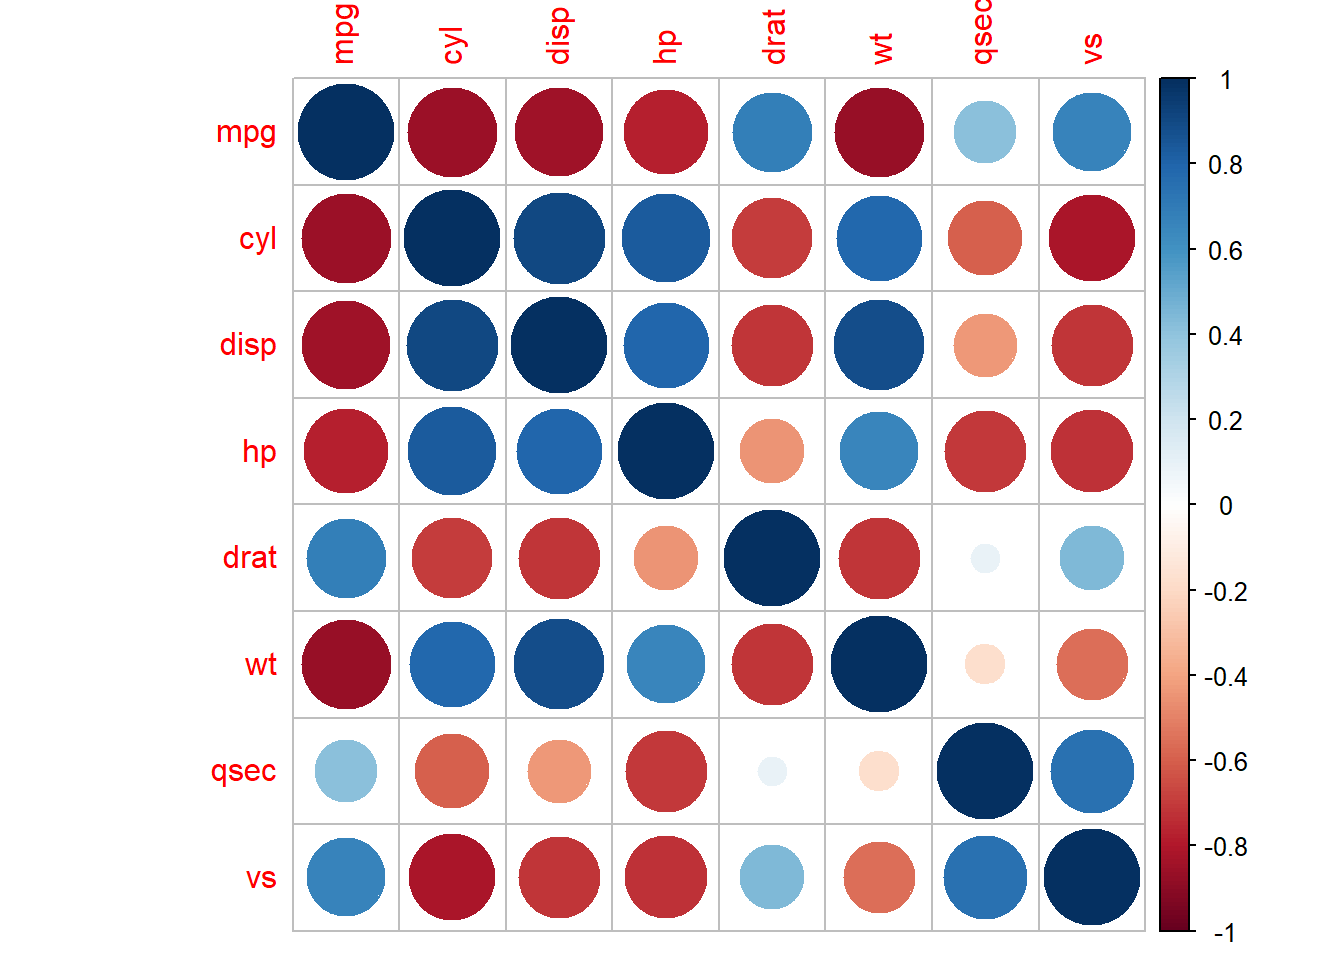 mpg cyl disp hp drat wt qsec vs
mpg
cyl
disp
hp
drat
wt
qsec
vs
1
0.8
0.6
0.4
0.2
0
-0.2
-0.4
-0.6
-0.8
-1